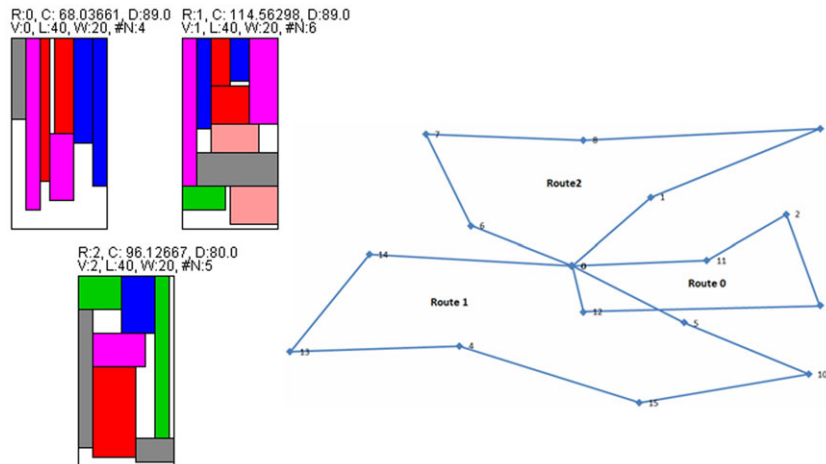 R:0, C: 68.03661, D:89.0
V:0, L:40, W:20, #N:4
R:1, C: 114.56298, D:89.0
V:1, L:40, W:20, #N:6
7
8
Route2
1
2
6
14
0
11
Route 0
Route 1
12
5
13
4
10
15
R:2, C: 96.12667, D:80.0
V:2, L:40, W:20, #N:5